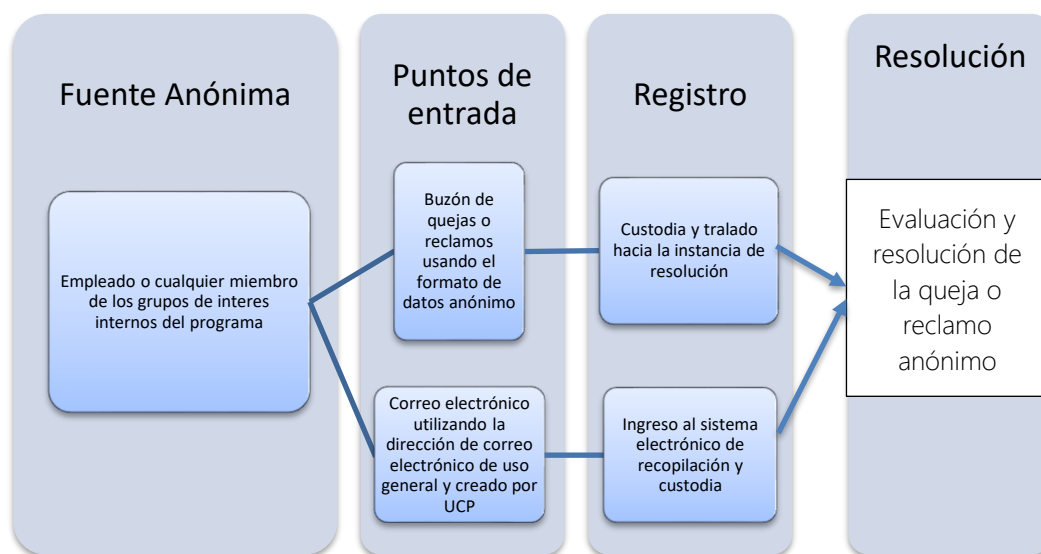 Fuente Anónima
Empleado o cualquier miembro
de los grupos de interes
internos del programa
Puntos de
entrada
Buzón de
quejas o
reclamos
usando el
formato de
datos anónimo
Correo electrónico
utilizando la
dirección de correo
electrónico de uso
general y creado por
UCP
Registro
Custodia y tralado
hacia la instancia de
resolución
Ingreso al sistema
electrónico de
recopilación y
custodia
Resolución
Evaluación y
resolución de
la queja o
reclamo
anónimo